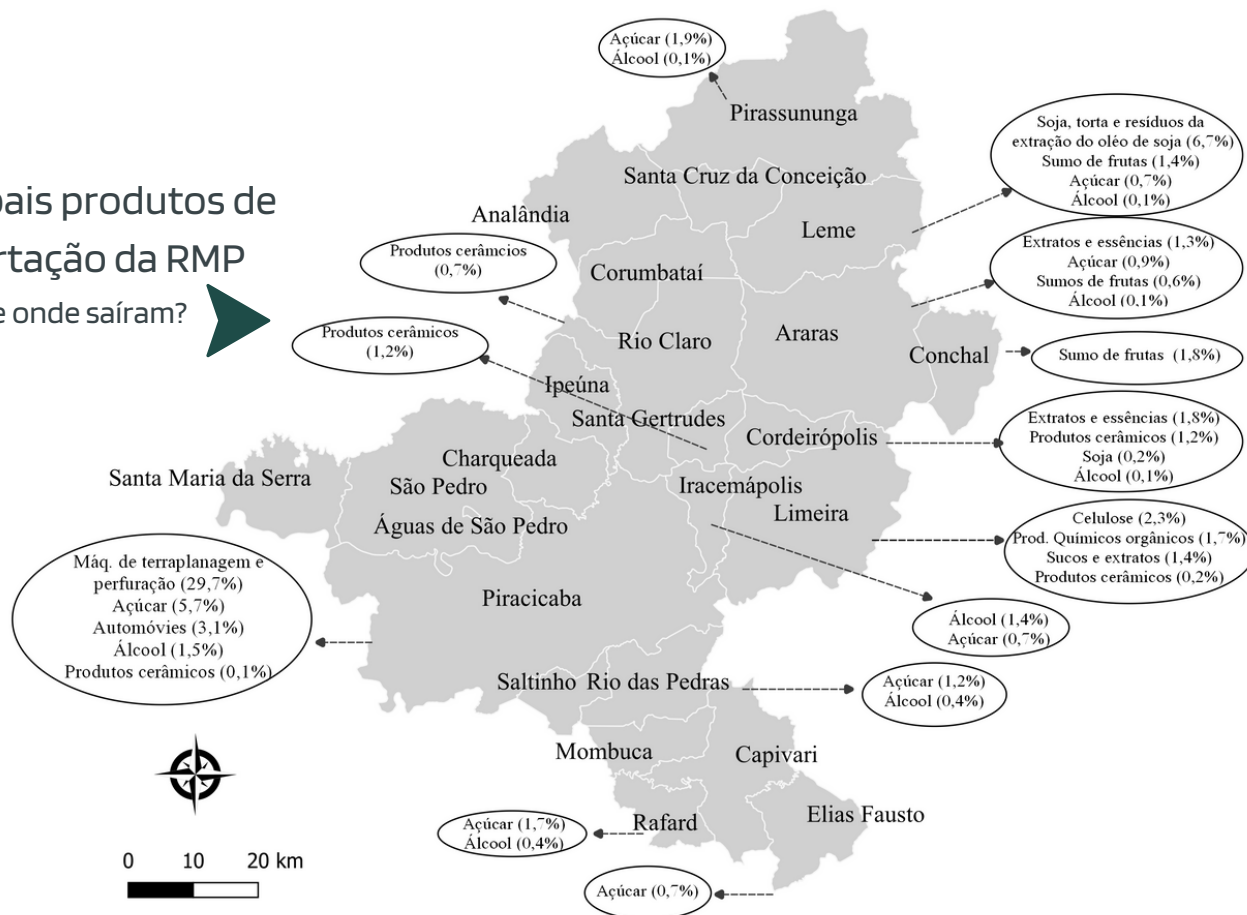 pais produtos de
rtação da RMP
e onde saíram?
Açúcar (1,9%)
Álcool (0,1%)
Pirassununga
Soja, torta e resíduos da
extração do oléo de soja (6,7%)
Sumo de frutas (1,4%)
Açúcar (0,7%)
Álcool (0,1%)
Santa Cruz da Conceição
Analândia
Leme
Produtos cerâmcios
(0,7%)
Corumbataí
Extratos e essências (1,3%)
Açúcar (0,9%)
Sumos de frutas (0,6%)
Álcool (0,1%)
Produtos cerâmicos
(1,2%)
Rio Claro
Araras
Conchal
Sumo de frutas (1,8%)
Ipeúna
Santa Gertrudes
Cordeirópolis
Extratos e essências (1,8%)
Produtos cerâmicos (1,2%)
Soja (0,2%)
Álcool (0,1%)
Charqueada
Santa Maria da Serra
São Pedro
Iracemápolis
Limeira
Águas de São Pedro
Celulose (2,3%)
Prod. Químicos orgânicos (1,7%)
Sucos e extratos (1,4%)
Produtos cerâmicos (0,2%)
Máq. de terraplanagem e
perfuração (29,7%)
Açúcar (5,7%)
Automóvies (3,1%)
Álcool (1,5%)
Produtos cerâmicos (0,1%)
Piracicaba
Álcool (1,4%)
Açúcar (0,7%)
Saltinho
Rio das Pedras
Açúcar (1,2%)
Álcool (0,4%)
Mombuca
Capivari
Rafard
Elias Fausto
Açúcar (1,7%)
Álcool (0,4%)
0 10 20 km
Açúcar (0,7%)